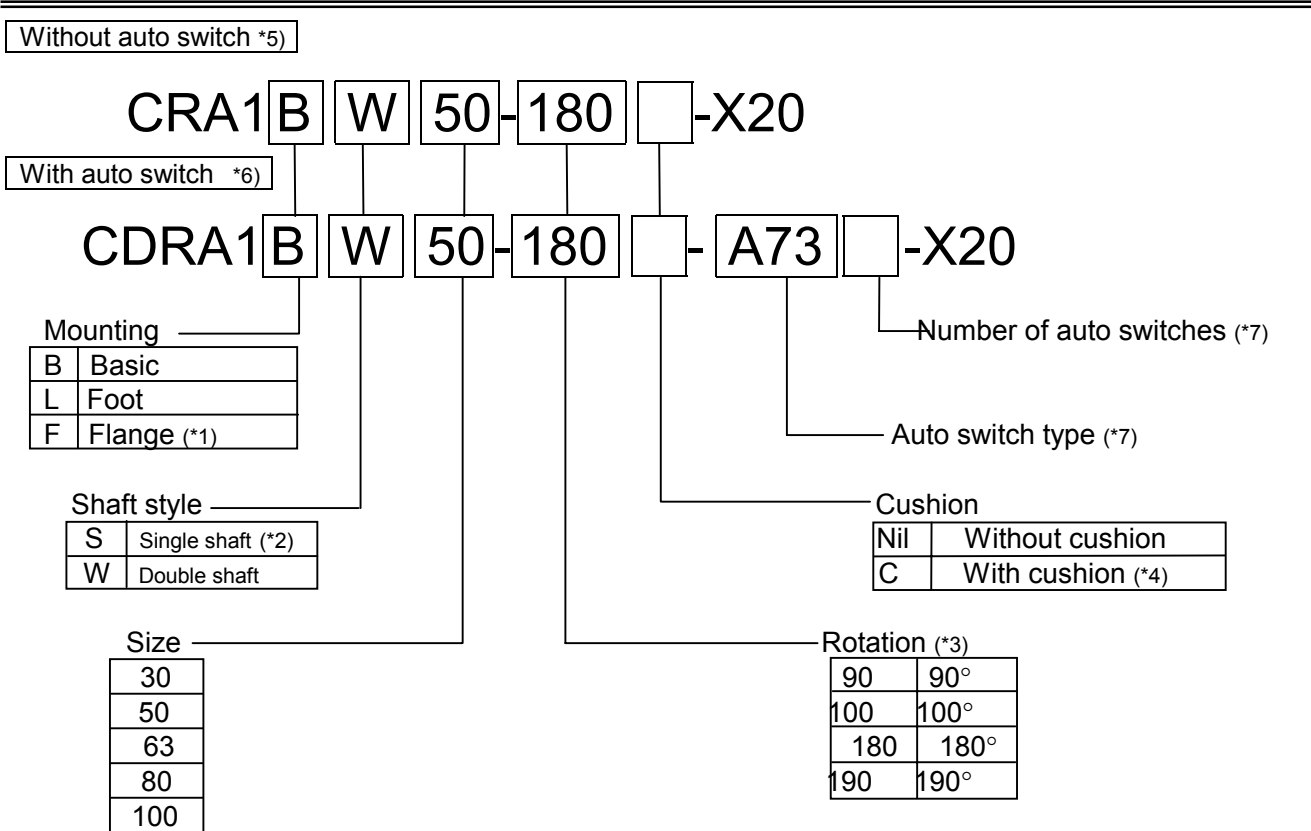 Without auto switch *5)
CRA1 B W 50 - 180 -X20
With auto switch *6)
CDRA1 B W 50 - 180 - A73 -X20
Mounting
B Basic
L Foot
F Flange (*1)
Number of auto switches (*7)
Auto switch type (*7)
Shaft style
S Single shaft (*2)
W Double shaft
Cushion
Nil Without cushion
C With cushion (*4)
Size
30
50
63
80
100
Rotation (*3)
90 90°
100 100°
180 180°
190 190°